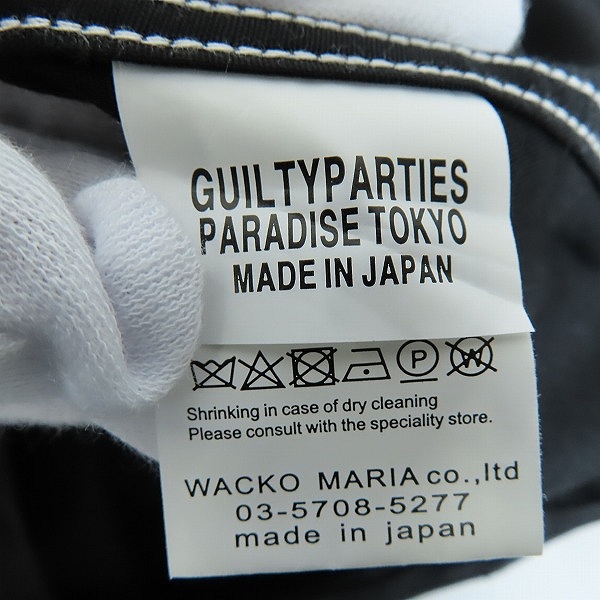 GUILTYPARTIES
PARADISE TOKYO
MADE IN JAPAN
P W
Shrinking in case of dry cleaning
Please consult with the speciality store.
WACKO MARIA co.,ltd
03-5708-5277
made in japan